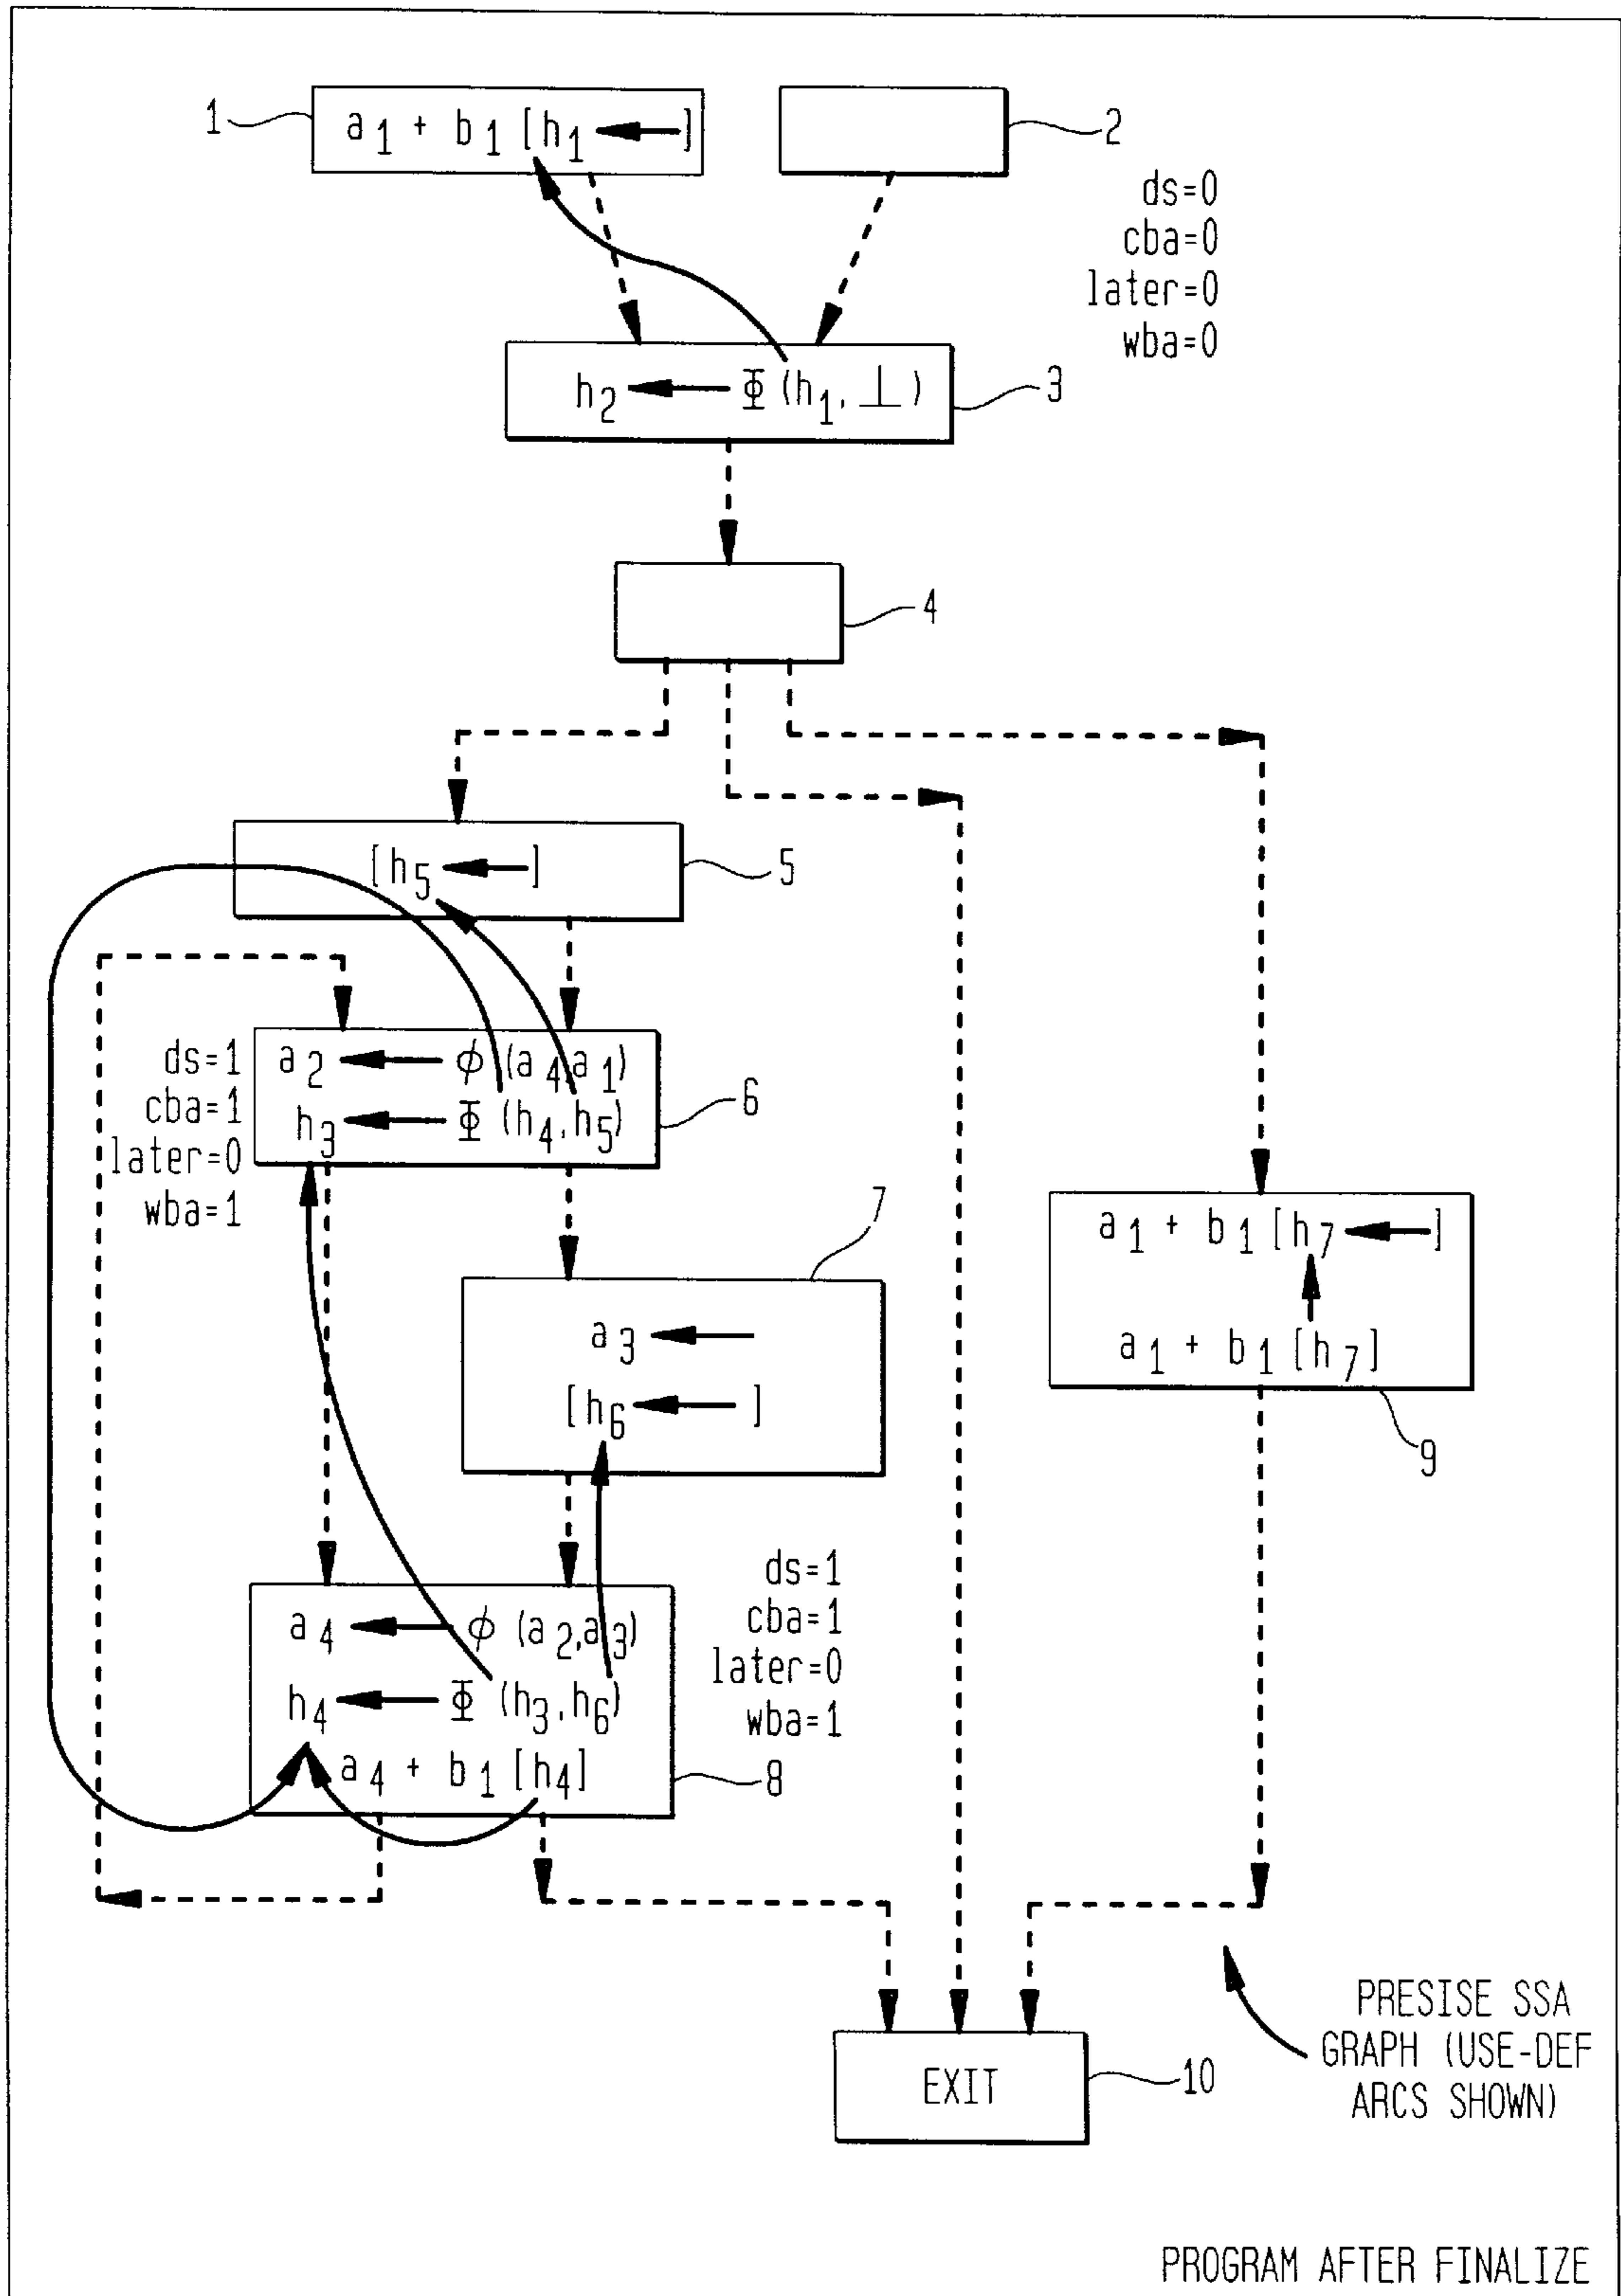 1
a1 + b1 [h1 ←]
2
ds=0
cba=0
later=0
wba=0
h2 ← Φ (h1, ⊥)
3
4
[h5 ←]
5
ds=1
cba=1
later=0
wba=1
a2 ← ϕ (a4,a1)
h3 ← Φ (h4,h5)
6
7
a3 ←
[h6 ← ]
a1 + b1 [h7 ←]
a1 + b1 [h7]
9
a4 ← ϕ (a2,a3)
h4 ← Φ (h3,h6)
a4 + b1 [h4]
8
ds=1
cba=1
later=0
wba=1
EXIT
10
PRESISE SSA
GRAPH (USE-DEF
ARCS SHOWN)
PROGRAM AFTER FINALIZE